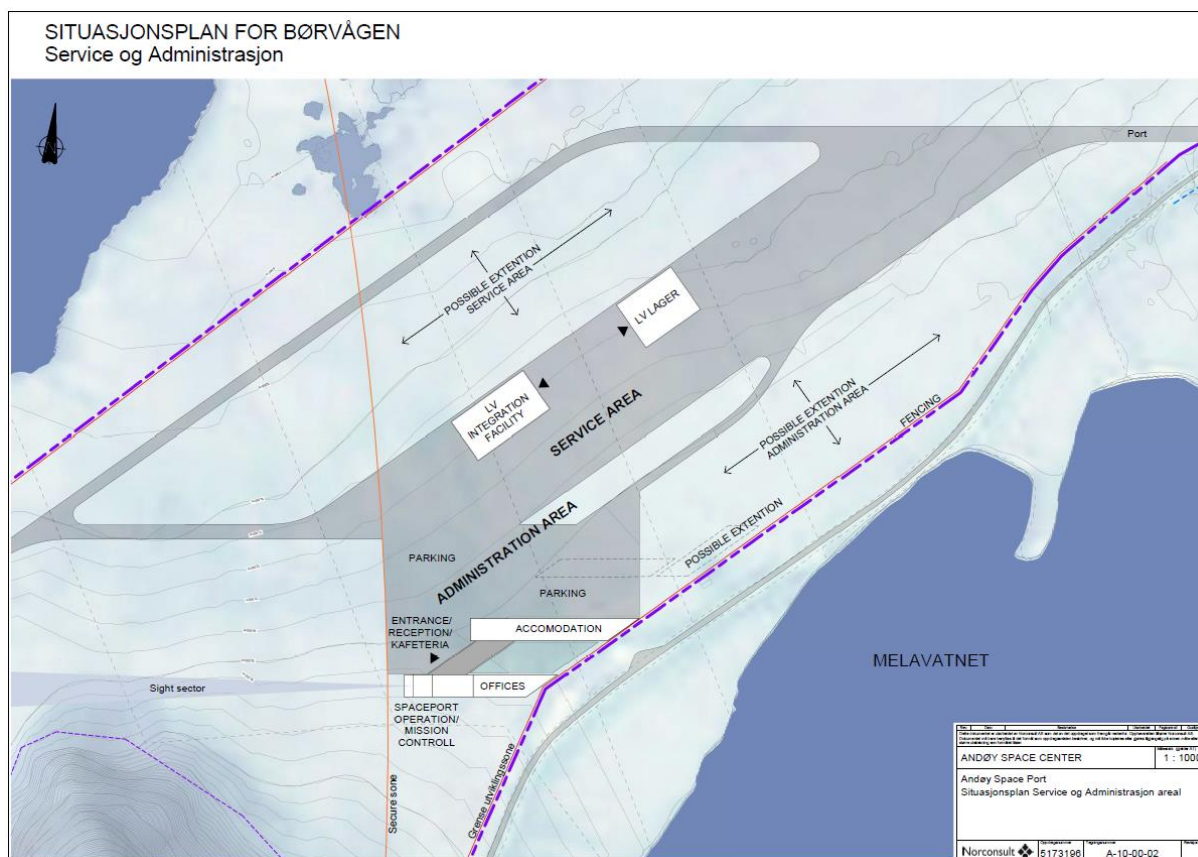 SITUASJONSPLAN FOR BØRVÅGEN
Service og Administrasjon
Port
POSSIBLE EXTENTION
SERVICE AREA
LV LAGER
LV
INTEGRATION
FACILITY
SERVICE AREA
POSSIBLE EXTENTION
ADMINISTRATION AREA
FENCING
ADMINISTRATION AREA
POSSIBLE EXTENTION
PARKING
PARKING
ENTRANCE/
RECEPTION/
KAFETERIA
ACCOMODATION
MELAVATNET
Sight sector
OFFICES
SPACEPORT
OPERATION/
MISSION
CONTROLL
Secure sone
Grense utviklingssone
ANDØY SPACE CENTER
1 : 1000
Andøy Space Port
Situasjonsplan Service og Administrasjon areal
Norconsult
5173196
A-10-00-02